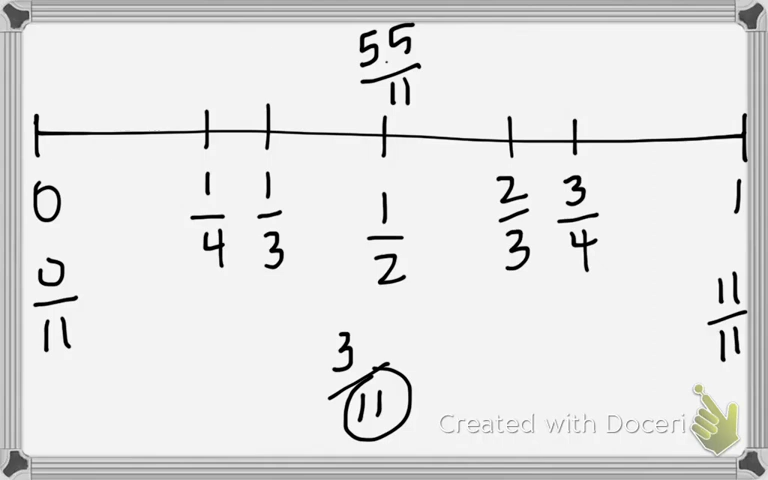 5.5/11
0 1/4 1/3 1/2 2/3 3/4 1
0/11 11/11
3/11
Created with Doceri